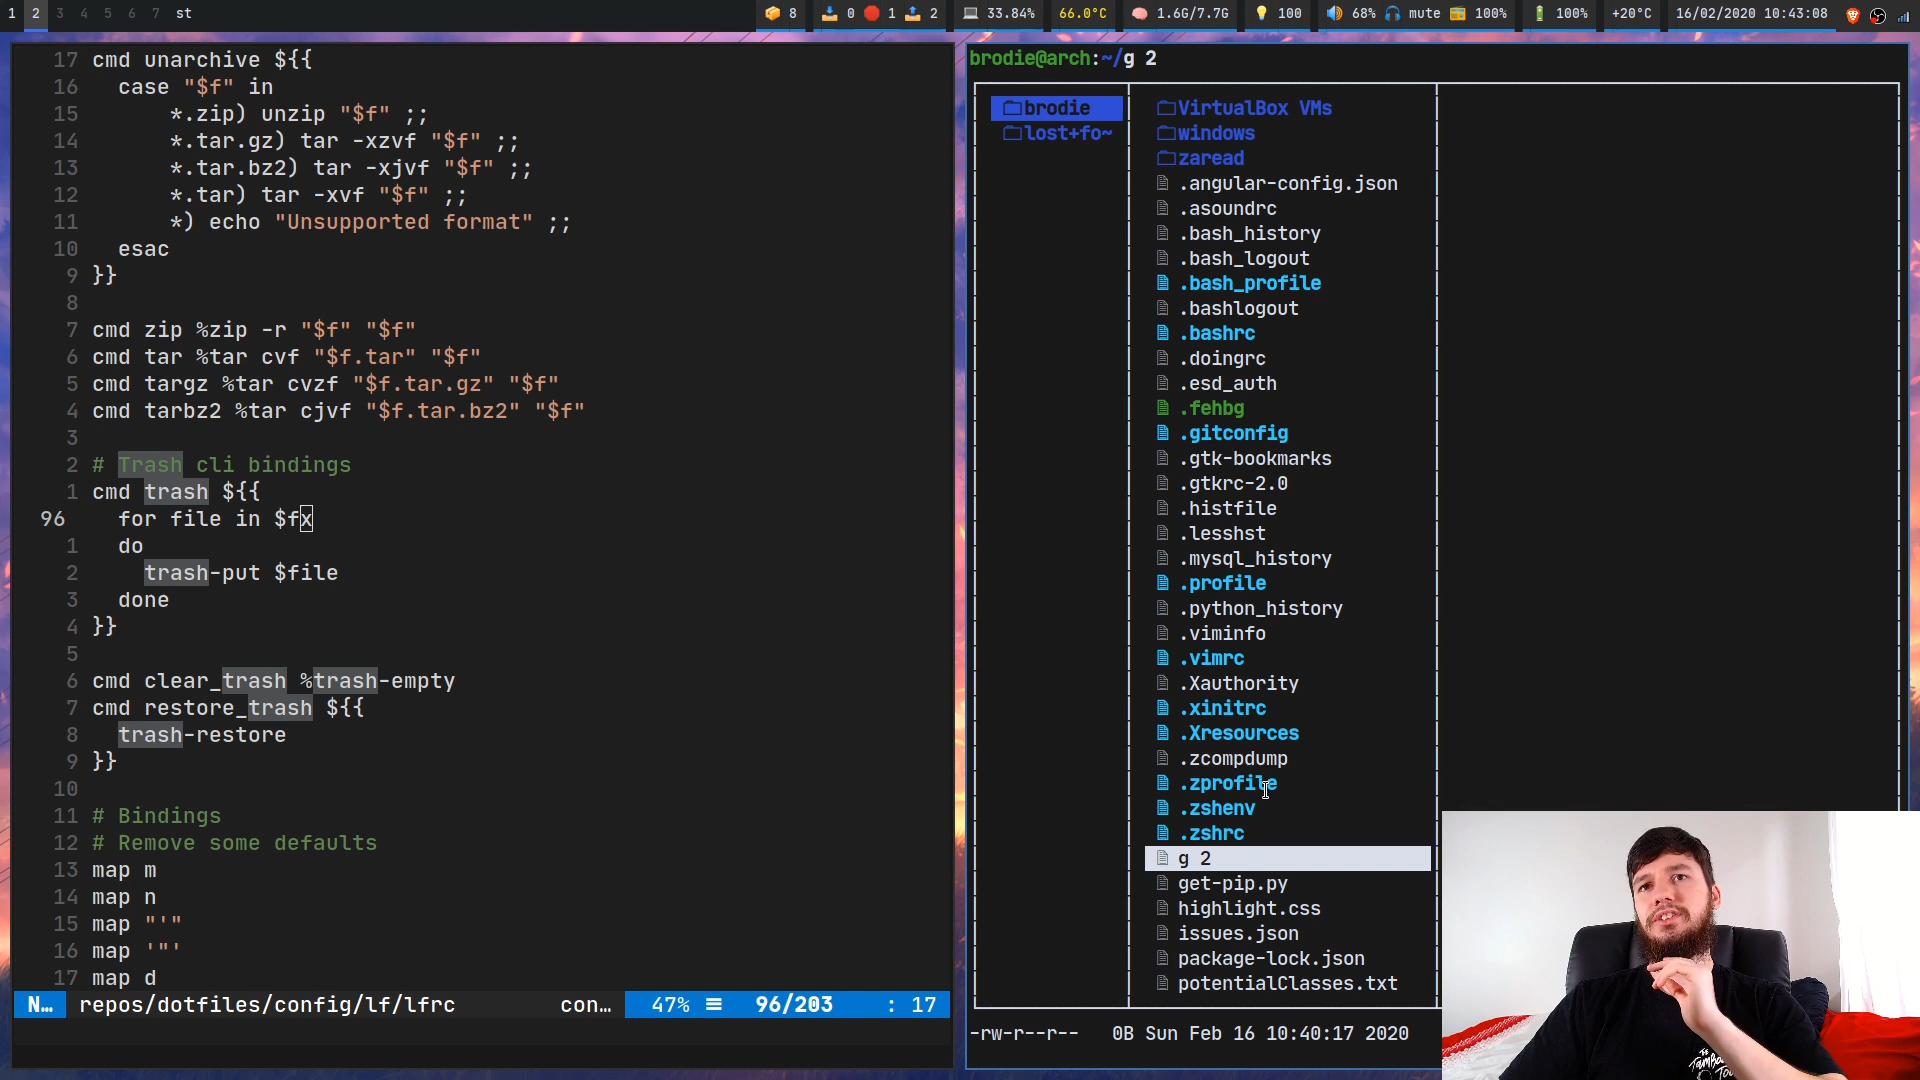 1 2 3 4 5 6 7 st
8 0 1 2 33.84% 66.0°C 1.6G/7.7G 100 68% mute 100% 100% +20°C 16/02/2020 10:43:08
17 cmd unarchive ${{
16 case "$f" in
15 *.zip) unzip "$f" ;;
14 *.tar.gz) tar -xzvf "$f" ;;
13 *.tar.bz2) tar -xjvf "$f" ;;
12 *.tar) tar -xvf "$f" ;;
11 *) echo "Unsupported format" ;;
10 esac
9 }}
8
7 cmd zip %zip -r "$f" "$f"
6 cmd tar %tar cvf "$f.tar" "$f"
5 cmd targz %tar cvzf "$f.tar.gz" "$f"
4 cmd tarbz2 %tar cjvf "$f.tar.bz2" "$f"
3
2 # Trash cli bindings
1 cmd trash ${{
96 for file in $fx
1 do
2 trash-put $file
3 done
4 }}
5
6 cmd clear_trash %trash-empty
7 cmd restore_trash ${{
8 trash-restore
9 }}
10
11 # Bindings
12 # Remove some defaults
13 map m
14 map n
15 map "'"
16 map '"'
17 map d
N… repos/dotfiles/config/lf/lfrc con… 47% ≡ 96/203 : 17
brodie@arch:~/g 2
brodie
lost+fo~
VirtualBox VMs
windows
zaread
.angular-config.json
.asoundrc
.bash_history
.bash_logout
.bash_profile
.bashlogout
.bashrc
.doingrc
.esd_auth
.fehbg
.gitconfig
.gtk-bookmarks
.gtkrc-2.0
.histfile
.lesshst
.mysql_history
.profile
.python_history
.viminfo
.vimrc
.Xauthority
.xinitrc
.Xresources
.zcompdump
.zprofile
.zshenv
.zshrc
g 2
get-pip.py
highlight.css
issues.json
package-lock.json
potentialClasses.txt
-rw-r--r-- 0B Sun Feb 16 10:40:17 2020